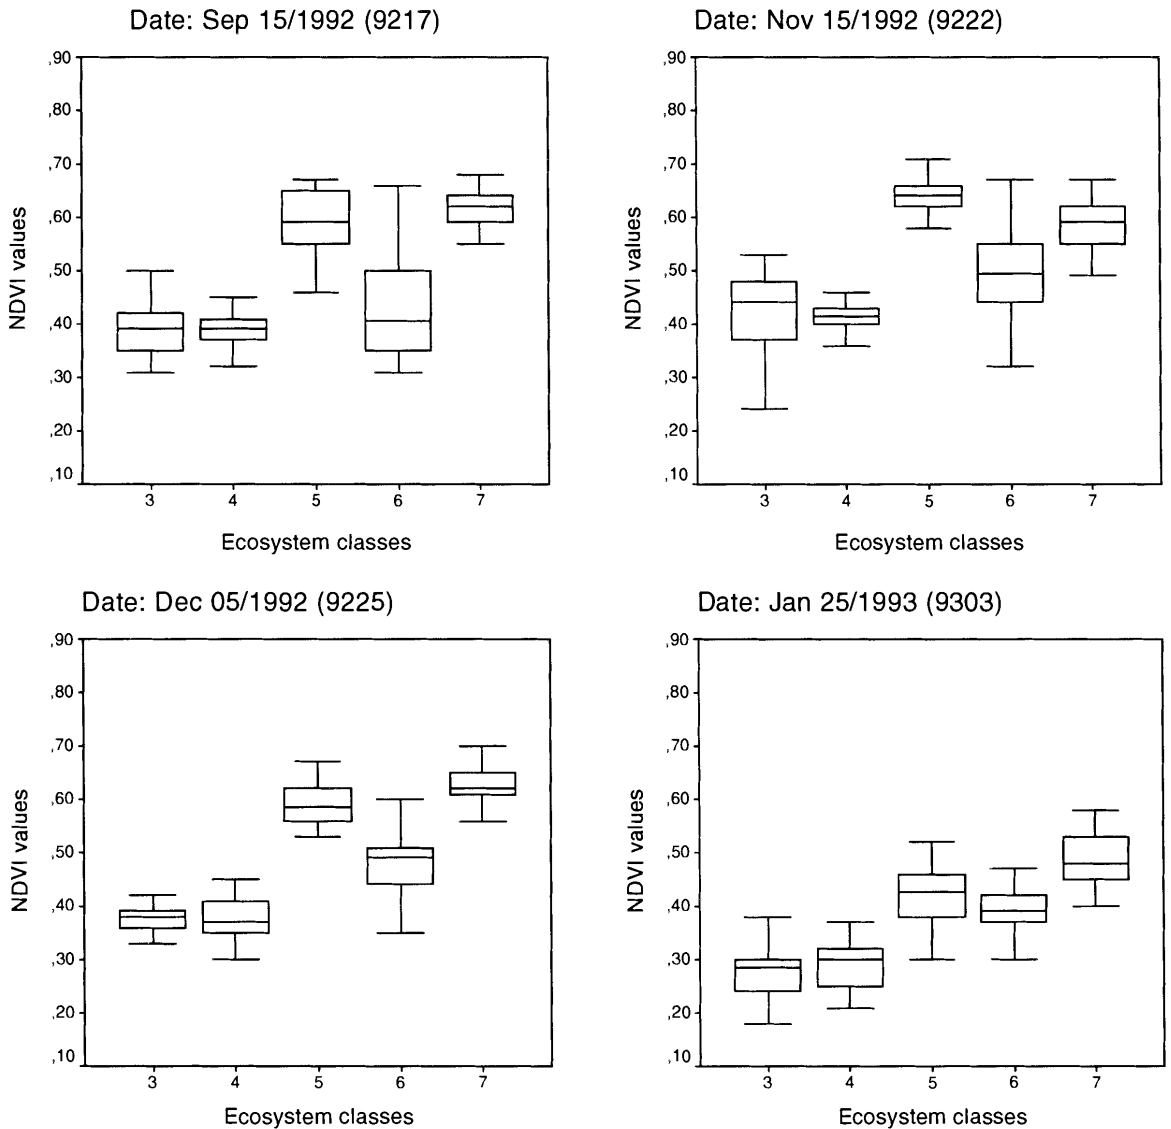 Date: Sep 15/1992 (9217)
NDVI values
,90
,80
,70
,60
,50
,40
,30
,20
,10
3 4 5 6 7
Ecosystem classes
Date: Nov 15/1992 (9222)
NDVI values
,90
,80
,70
,60
,50
,40
,30
,20
,10
3 4 5 6 7
Ecosystem classes
Date: Dec 05/1992 (9225)
NDVI values
,90
,80
,70
,60
,50
,40
,30
,20
,10
3 4 5 6 7
Ecosystem classes
Date: Jan 25/1993 (9303)
NDVI values
,90
,80
,70
,60
,50
,40
,30
,20
,10
3 4 5 6 7
Ecosystem classes